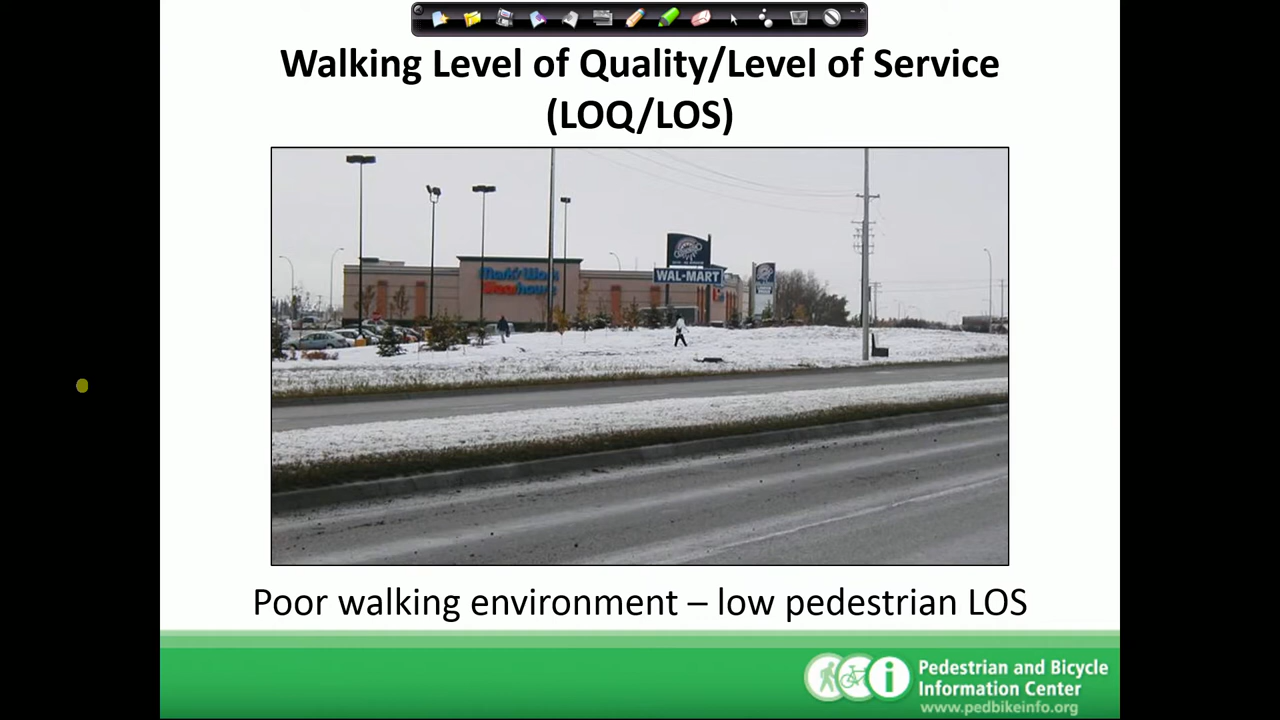 Walking Level of Quality/Level of Service
(LOQ/LOS)
Mark's Work
Wearhouse
WAL-MART
Poor walking environment – low pedestrian LOS
i
Pedestrian and Bicycle
Information Center
www.pedbikeinfo.org